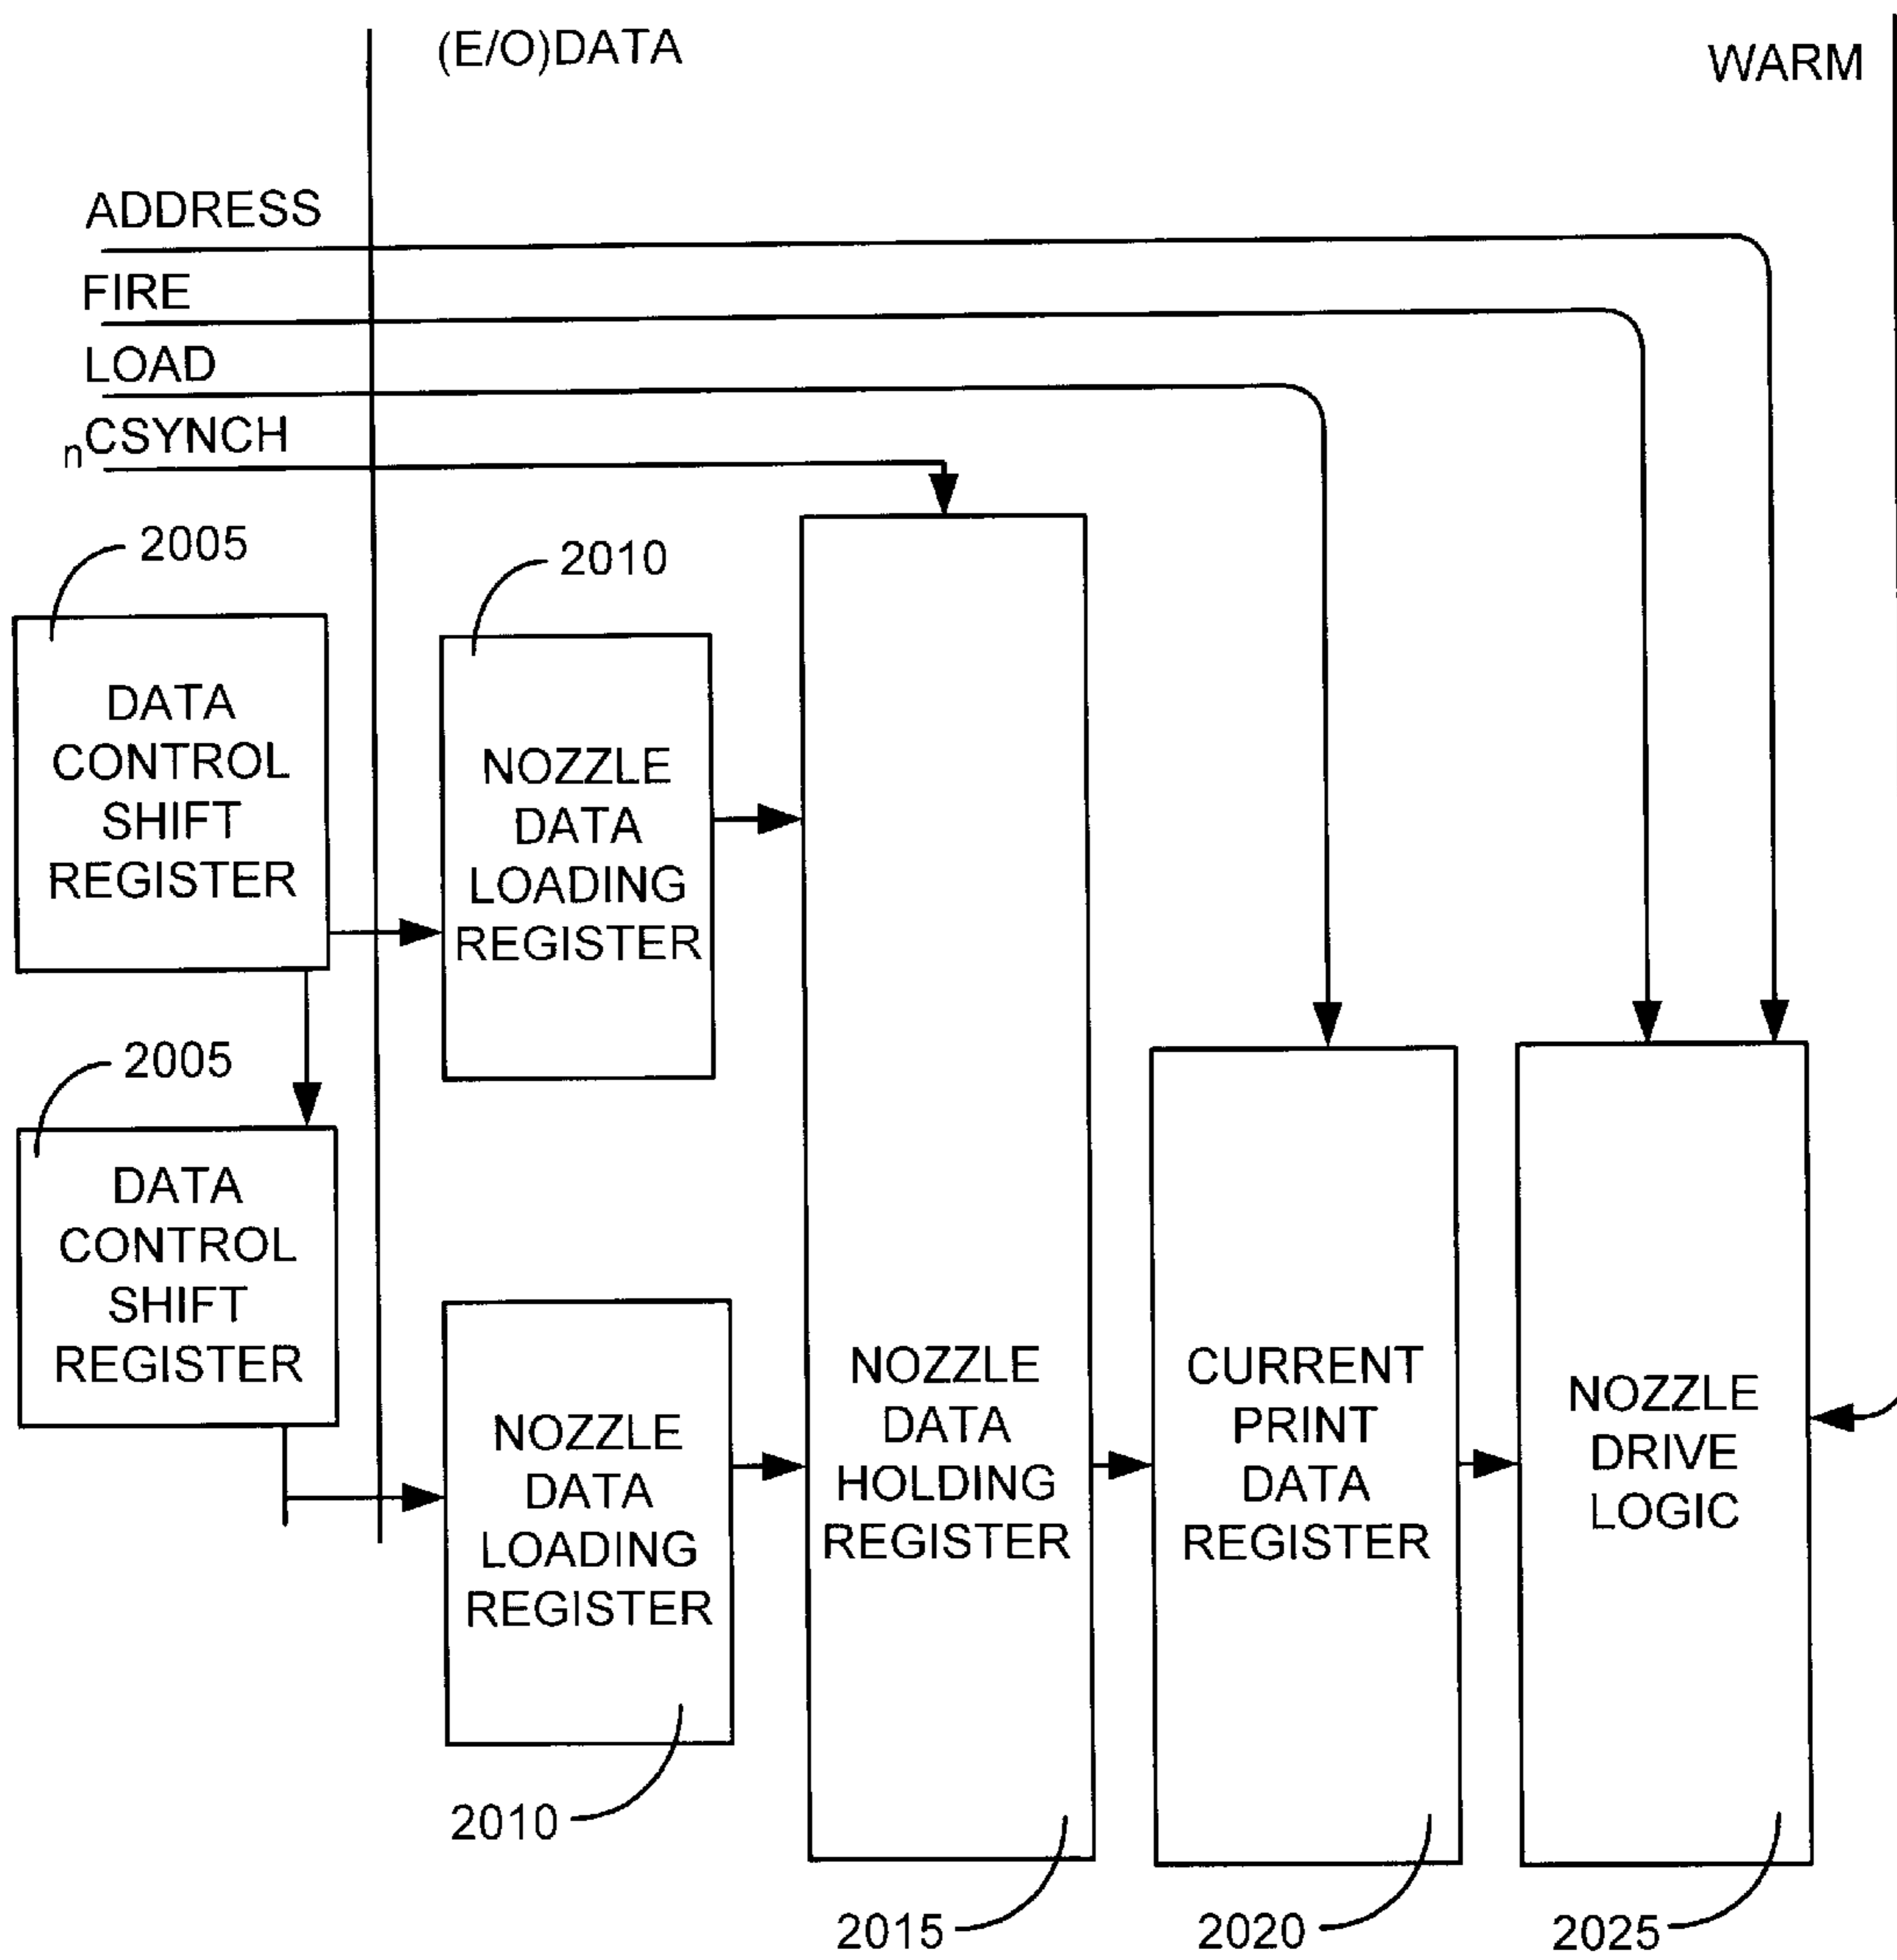 (E/O)DATA
WARM
ADDRESS
FIRE
LOAD
nCSYNCH
2005
2010
DATA
CONTROL
SHIFT
REGISTER
NOZZLE
DATA
LOADING
REGISTER
2005
DATA
CONTROL
SHIFT
REGISTER
NOZZLE
DATA
LOADING
REGISTER
2010
NOZZLE
DATA
HOLDING
REGISTER
2015
CURRENT
PRINT
DATA
REGISTER
2020
NOZZLE
DRIVE
LOGIC
2025